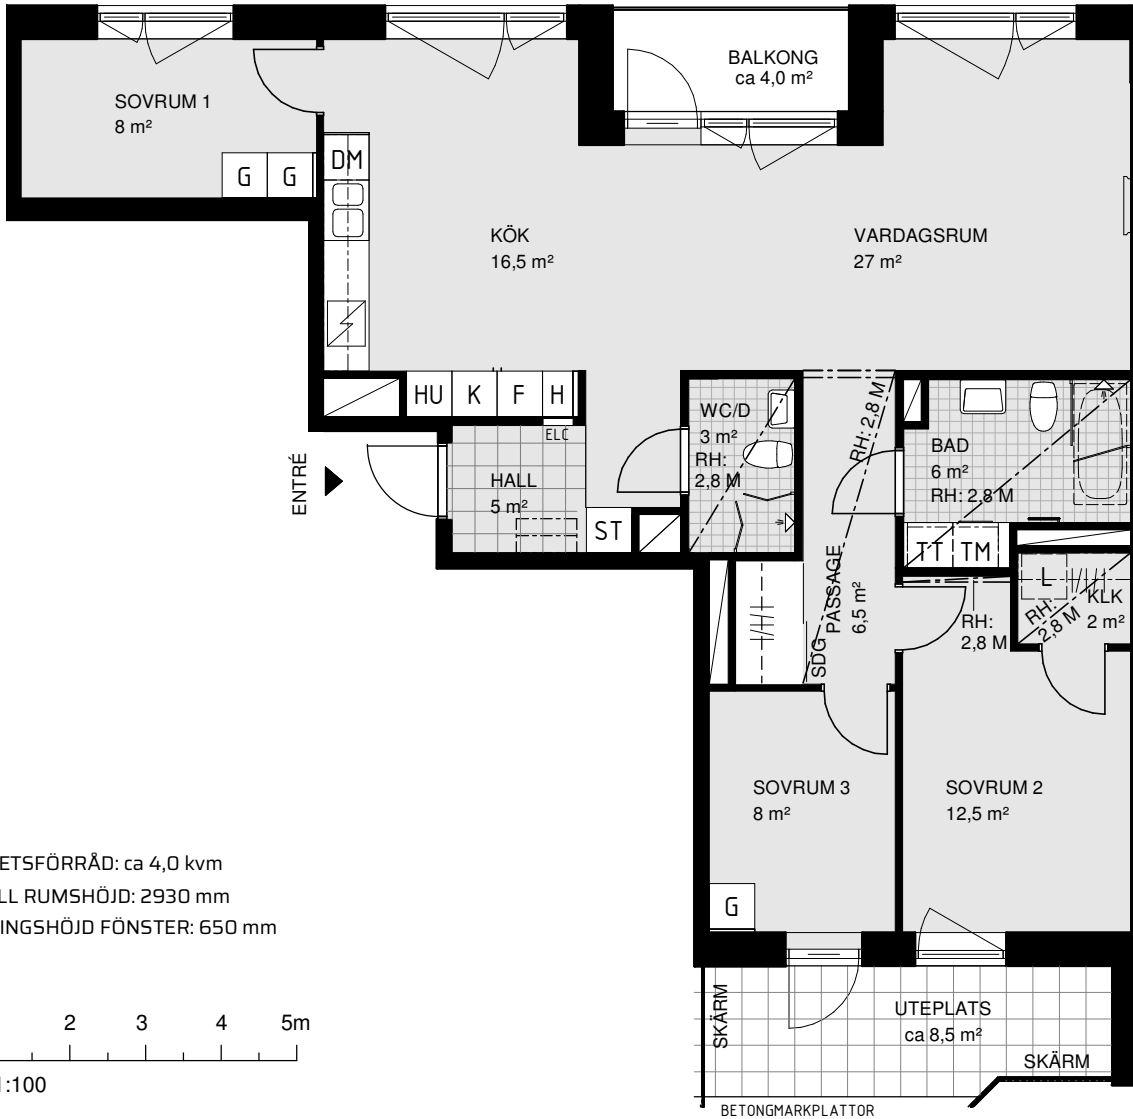 BALKONG
ca 4,0 m²
SOVRUM 1
8 m²
G
G
DM
KÖK
16,5 m²
VARDAGSRUM
27 m²
HU
K
F
H
ELC
WC/D
3 m²
RH:
2,8 M
RH: 2,8 M
BAD
6 m²
RH: 2,8 M
ENTRÉ
HALL
5 m²
ST
TT
TM
PASSAGE
6,5 m²
SDG
L
RH:
2,8 M
KLK
2 m²
RH:
2,8 M
SOVRUM 3
8 m²
SOVRUM 2
12,5 m²
G
ETSFÖRRÅD: ca 4,0 kvm
LL RUMSHÖJD: 2930 mm
INGSHÖJD FÖNSTER: 650 mm
2 3 4 5m
:100
SKÄRM
UTEPLATS
ca 8,5 m²
SKÄRM
BETONGMARKPLATTOR